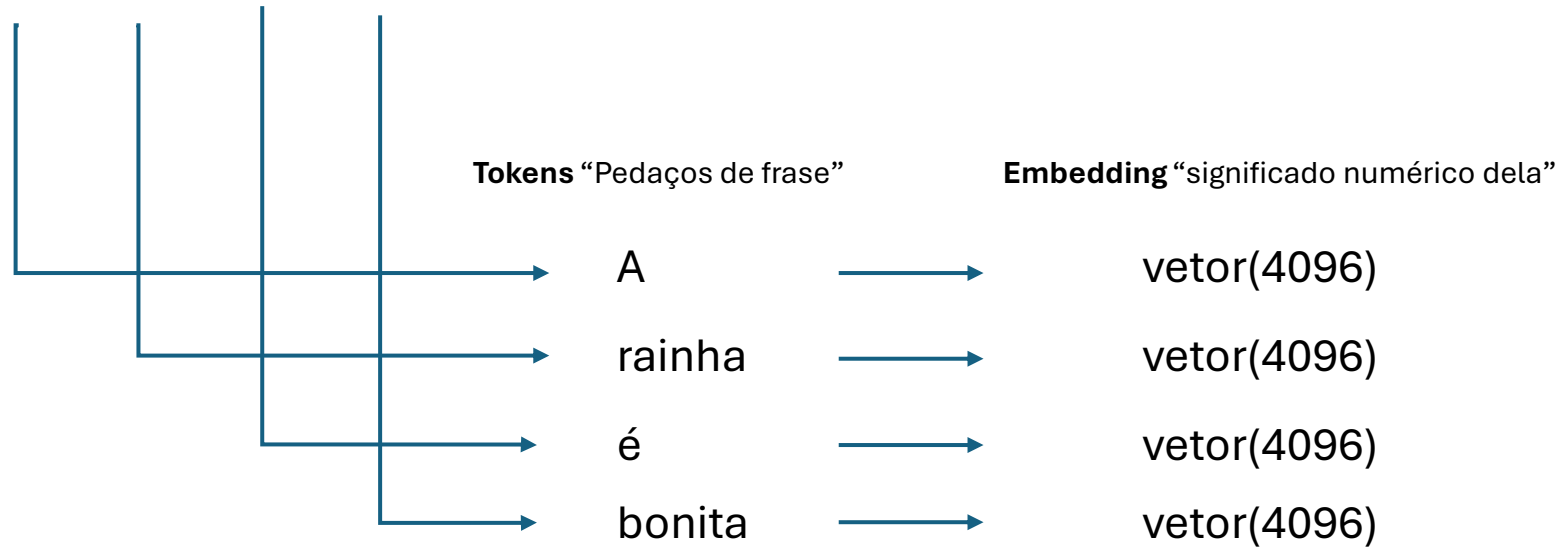 Tokens “Pedaços de frase” Embedding “significado numérico dela”
A vetor(4096)
rainha vetor(4096)
é vetor(4096)
bonita vetor(4096)